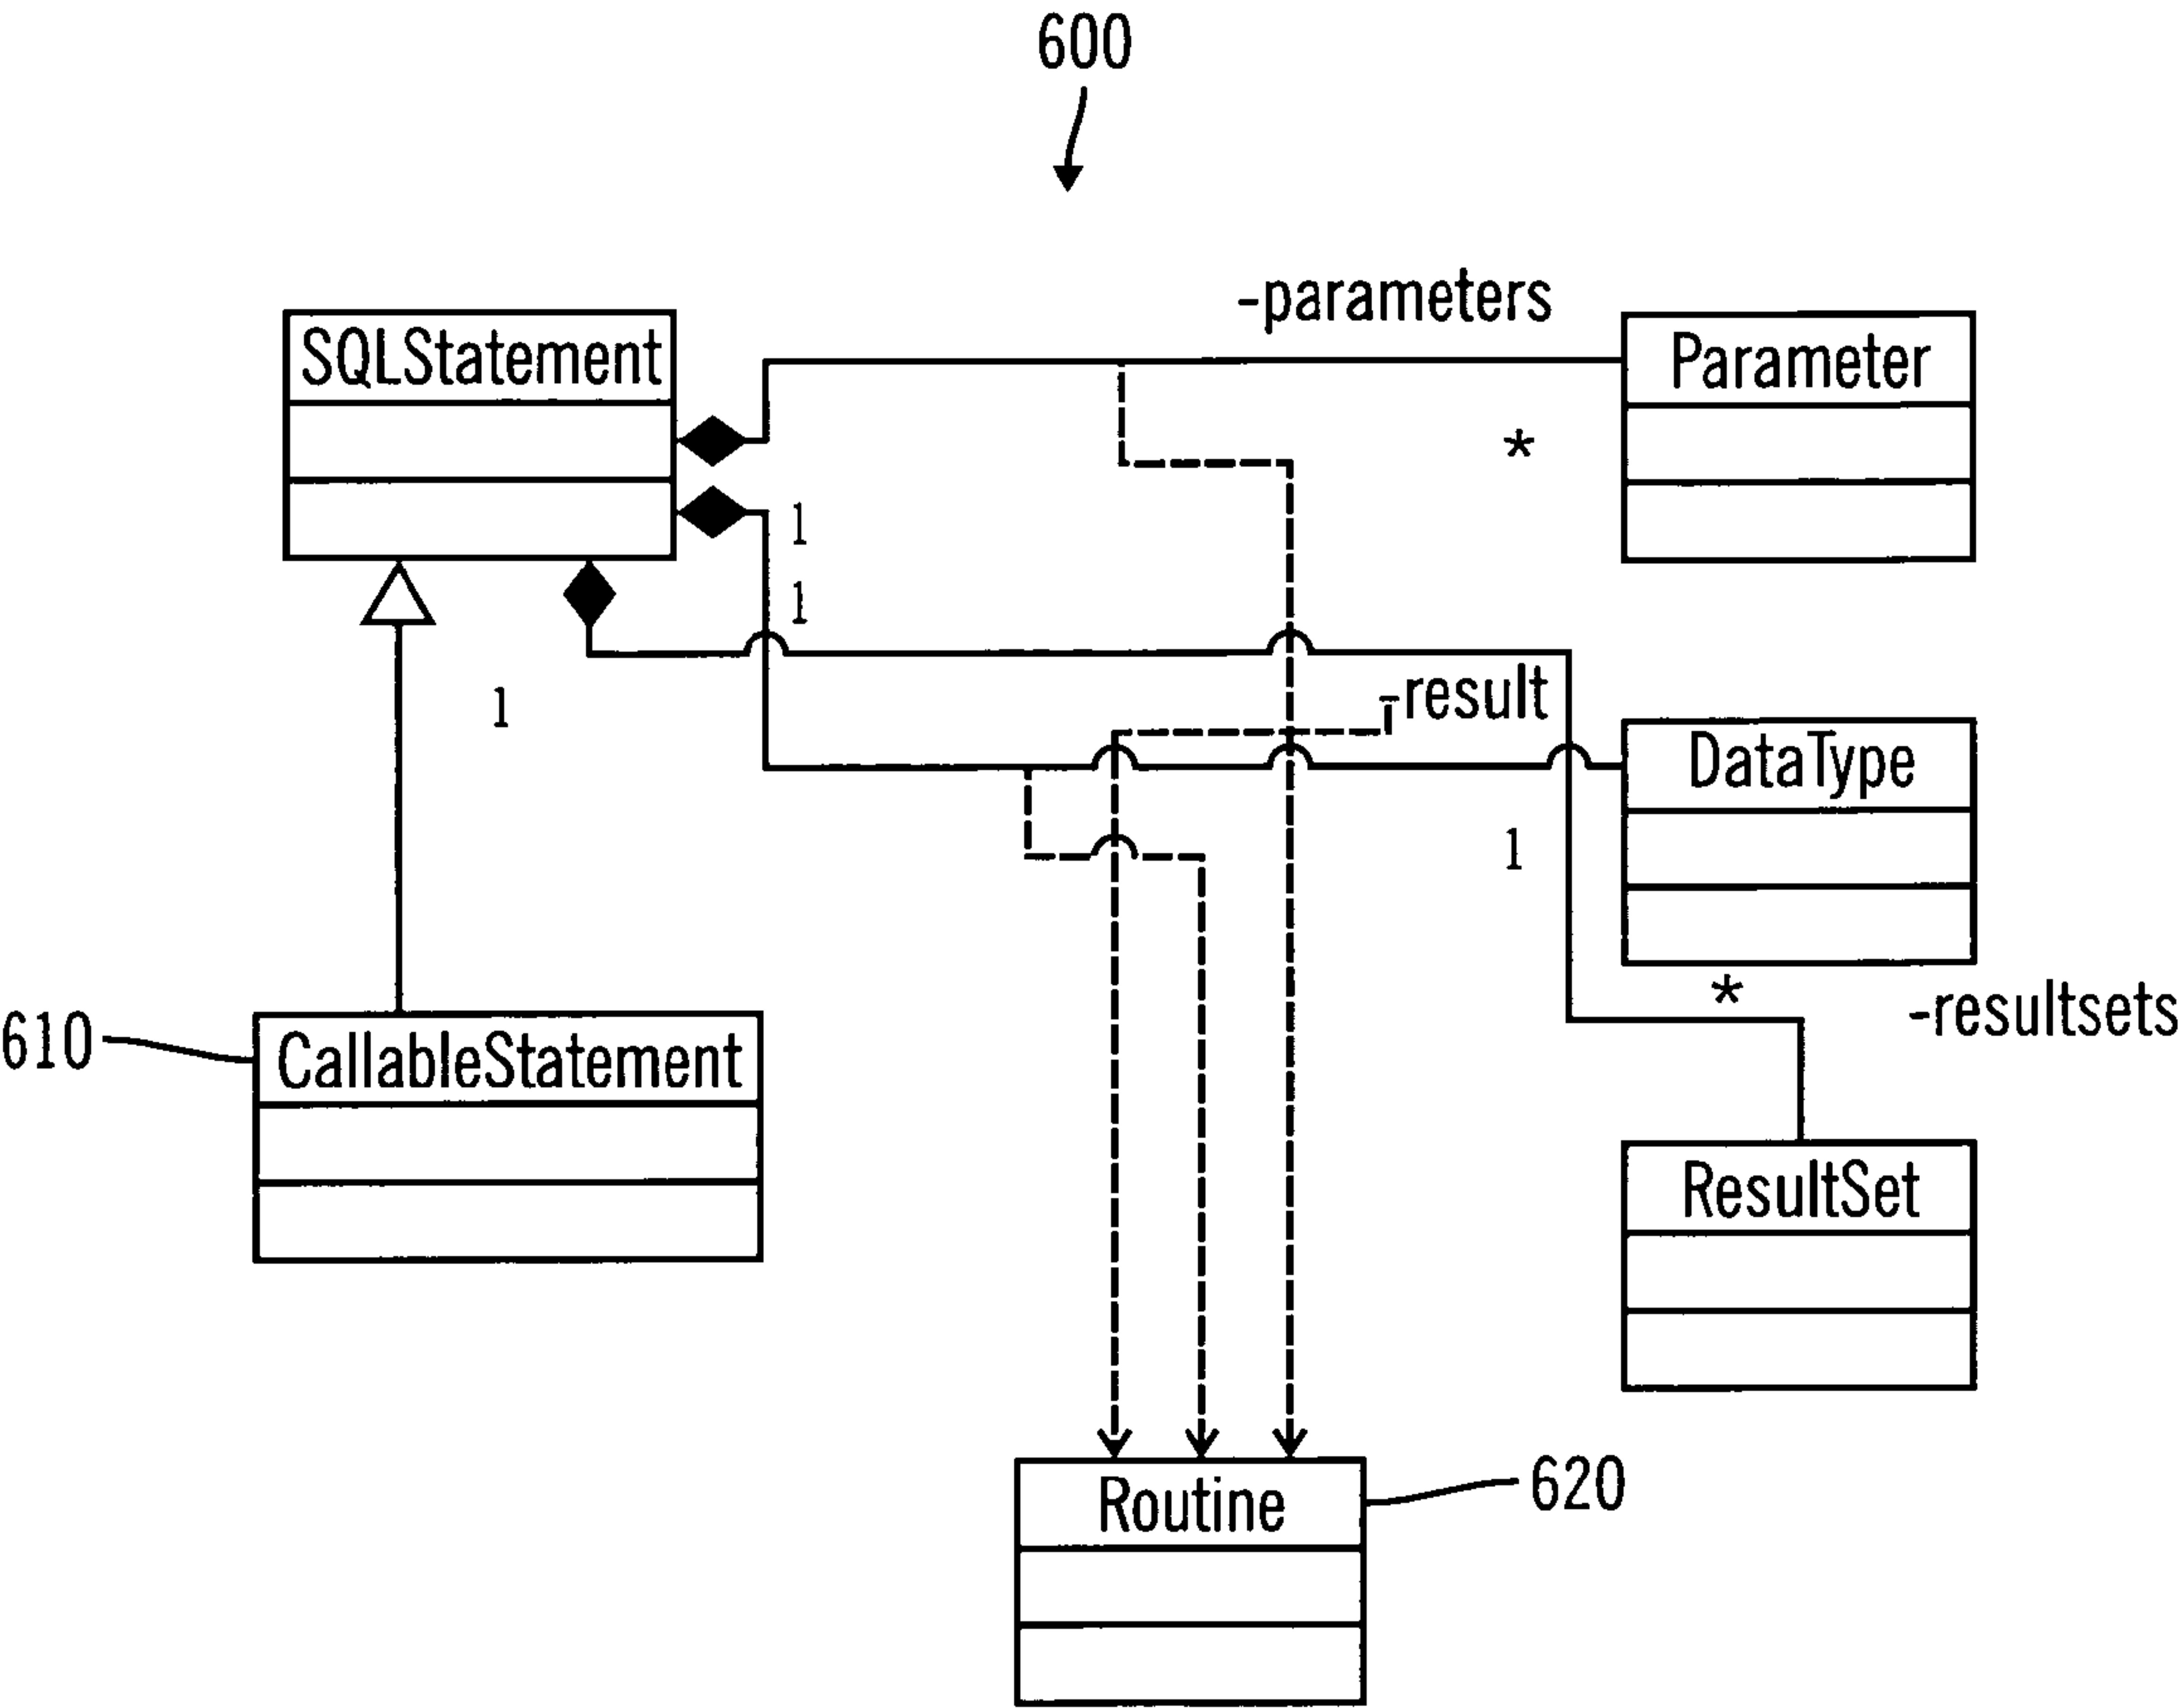 600
-parameters
SQLStatement
Parameter
*
1
1
-result
1
DataType
1
*
-resultsets
610
CallableStatement
ResultSet
Routine
620